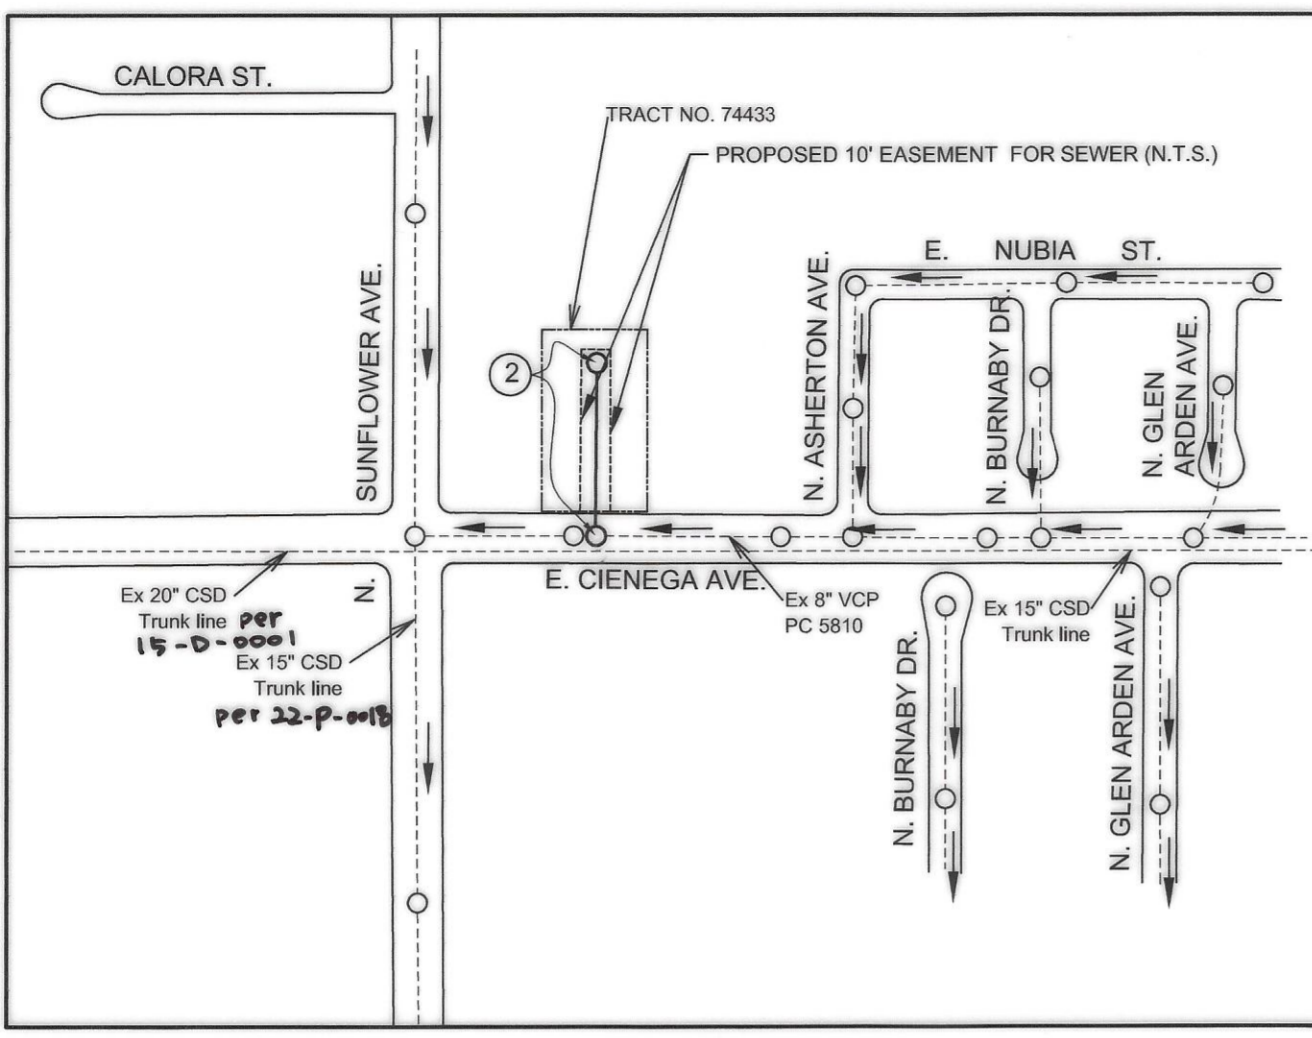 CALORA ST.
TRACT NO. 74433
PROPOSED 10' EASEMENT FOR SEWER (N.T.S.)
E. NUBIA ST.
SUNFLOWER AVE.
N.
2
N. ASHERTON AVE.
N. BURNABY DR.
N. GLEN
ARDEN AVE.
E. CIENEGA AVE.
Ex 20" CSD
Trunk line per
15-D-0001
Ex 15" CSD
Trunk line
per 22-P-0018
Ex 8" VCP
PC 5810
Ex 15" CSD
Trunk line
N. BURNABY DR.
N. GLEN ARDEN AVE.